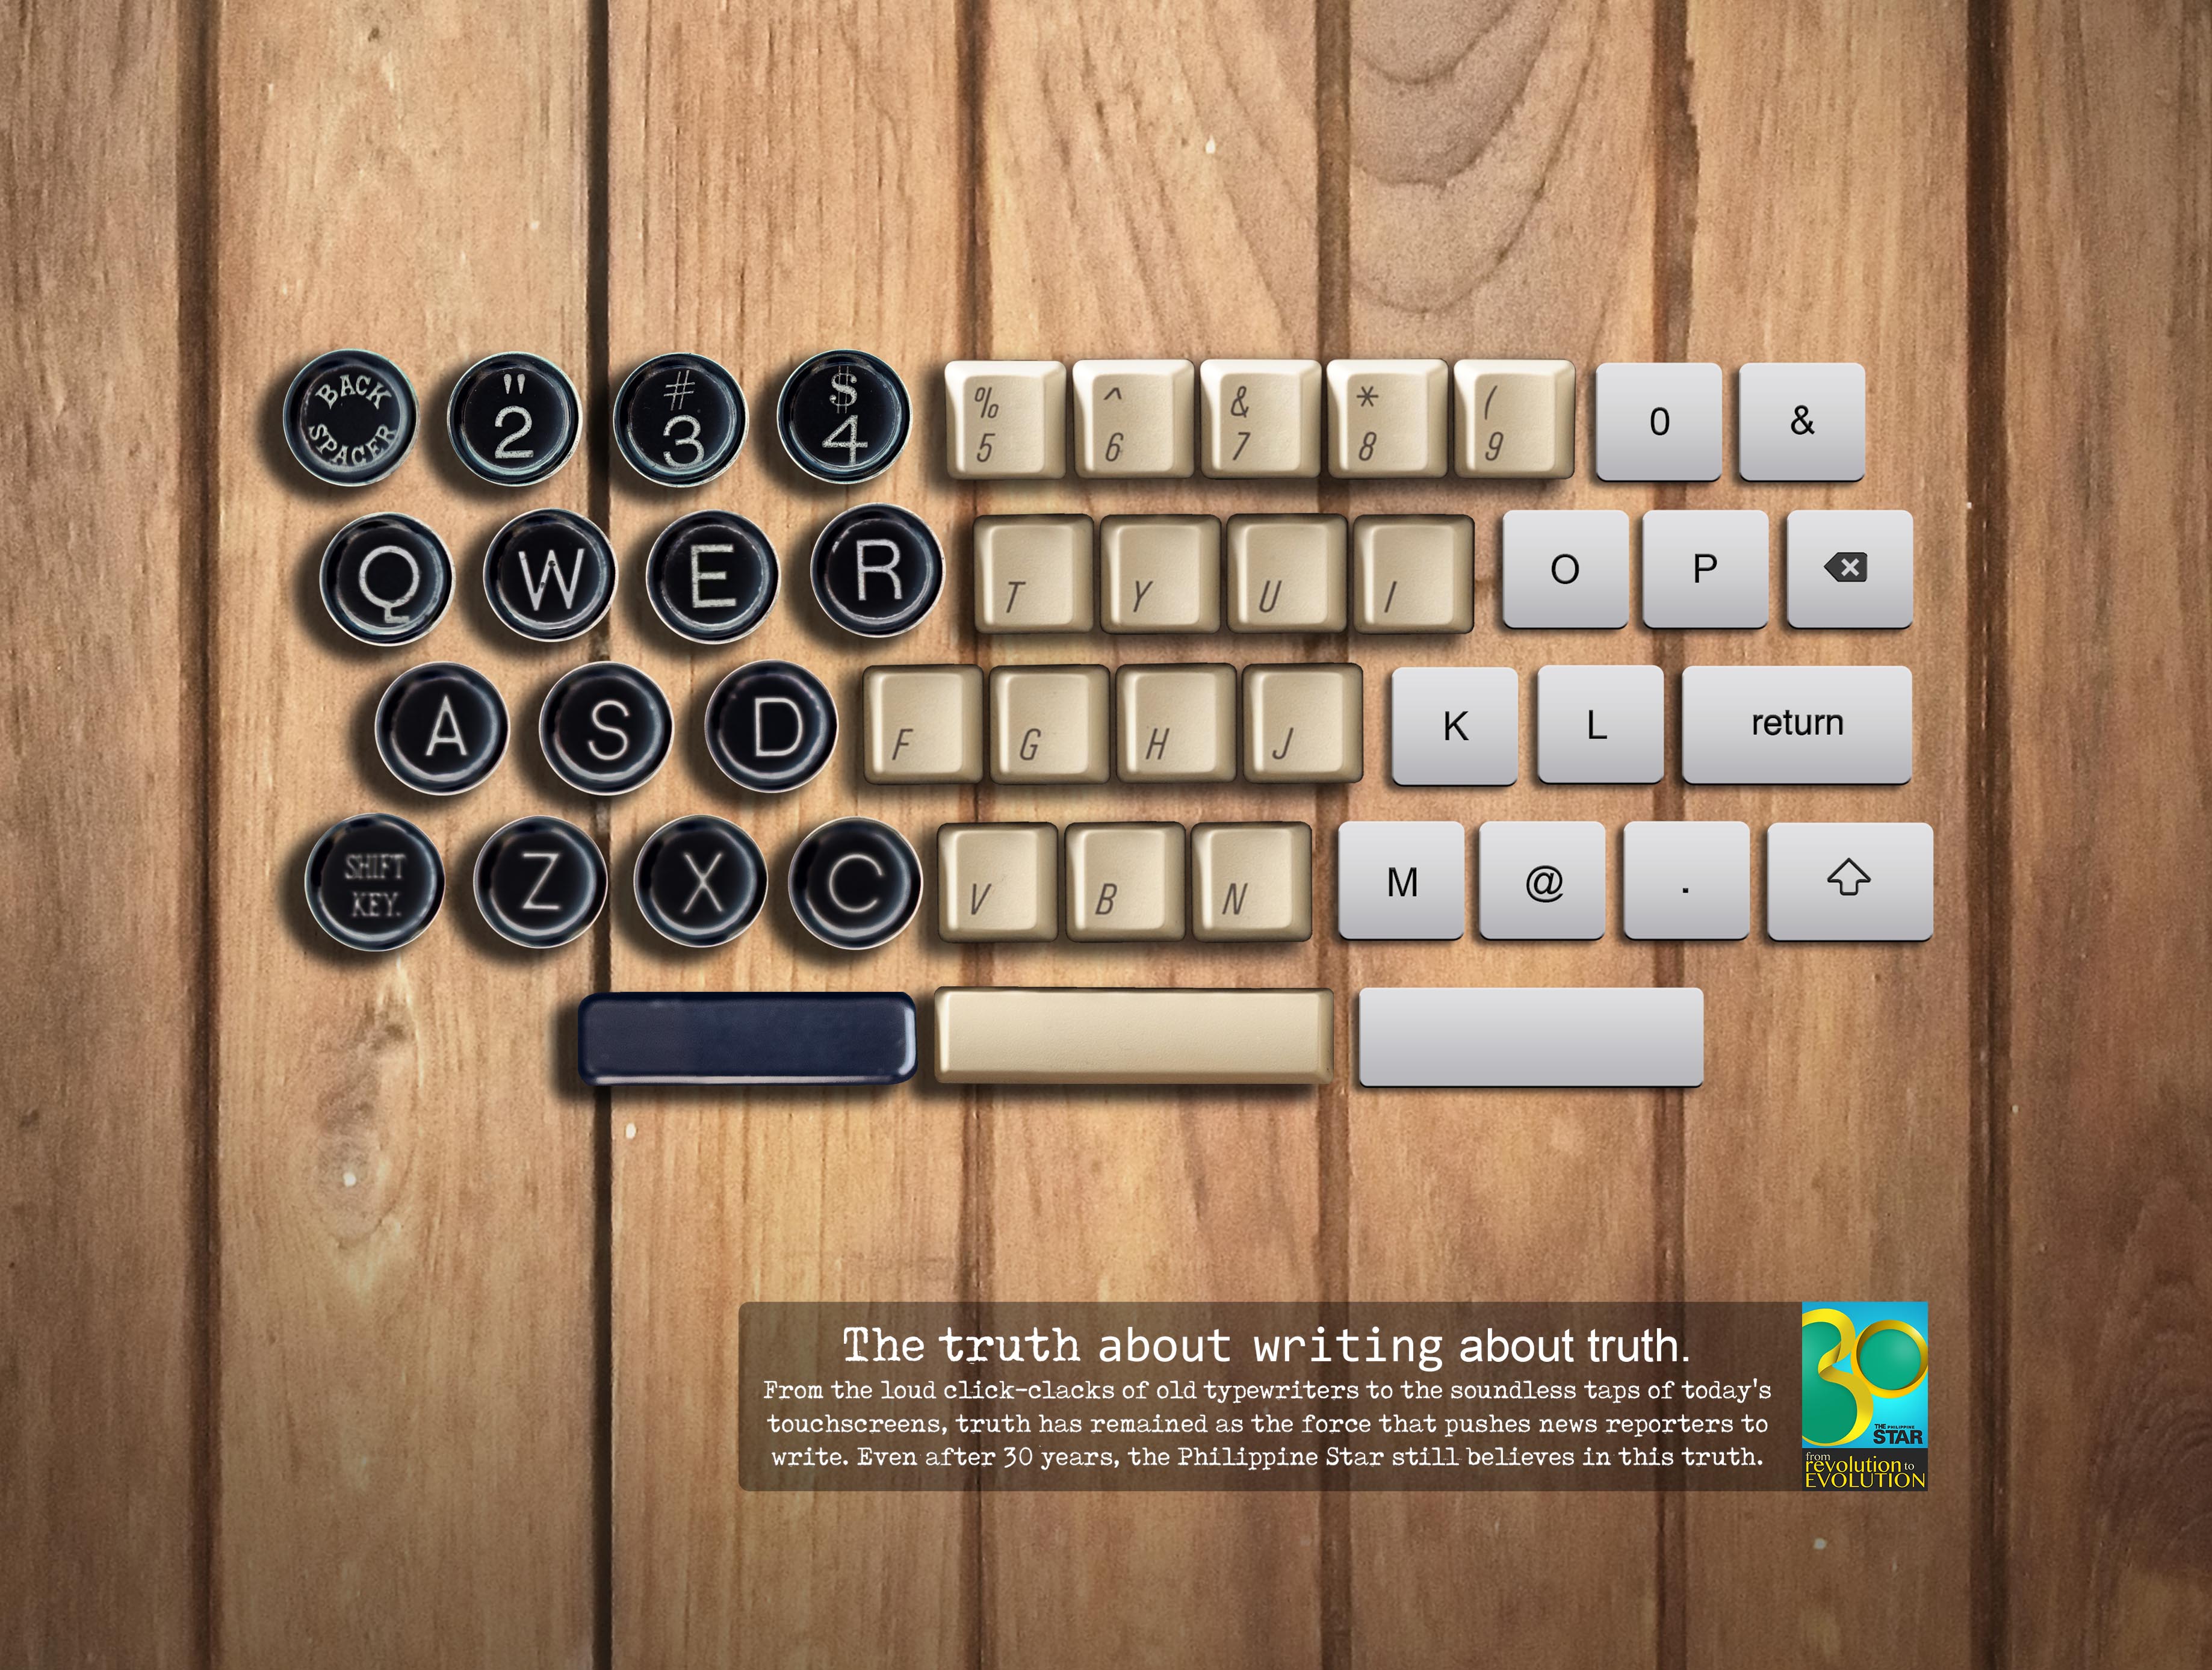 BACK SPACER " 2 # 3 $ 4 % 5 ^ 6 & 7 * 8 ( 9 0 &
Q W E R T Y U I O P
A S D F G H J K L return
SHIFT KEY. Z X C V B N M @ .
The truth about writing about truth.
From the loud click-clacks of old typewriters to the soundless taps of today's
touchscreens, truth has remained as the force that pushes news reporters to
write. Even after 30 years, the Philippine Star still believes in this truth.
30
THE PHILIPPINE
STAR
from
revolution to
EVOLUTION